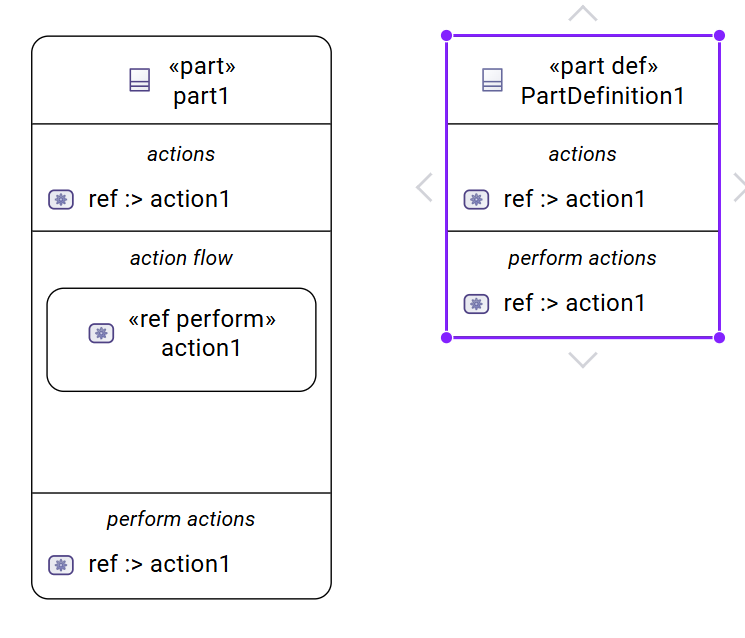 «part»
part1
actions
ref :> action1
action flow
«ref perform»
action1
perform actions
ref :> action1
«part def»
PartDefinition1
actions
ref :> action1
perform actions
ref :> action1